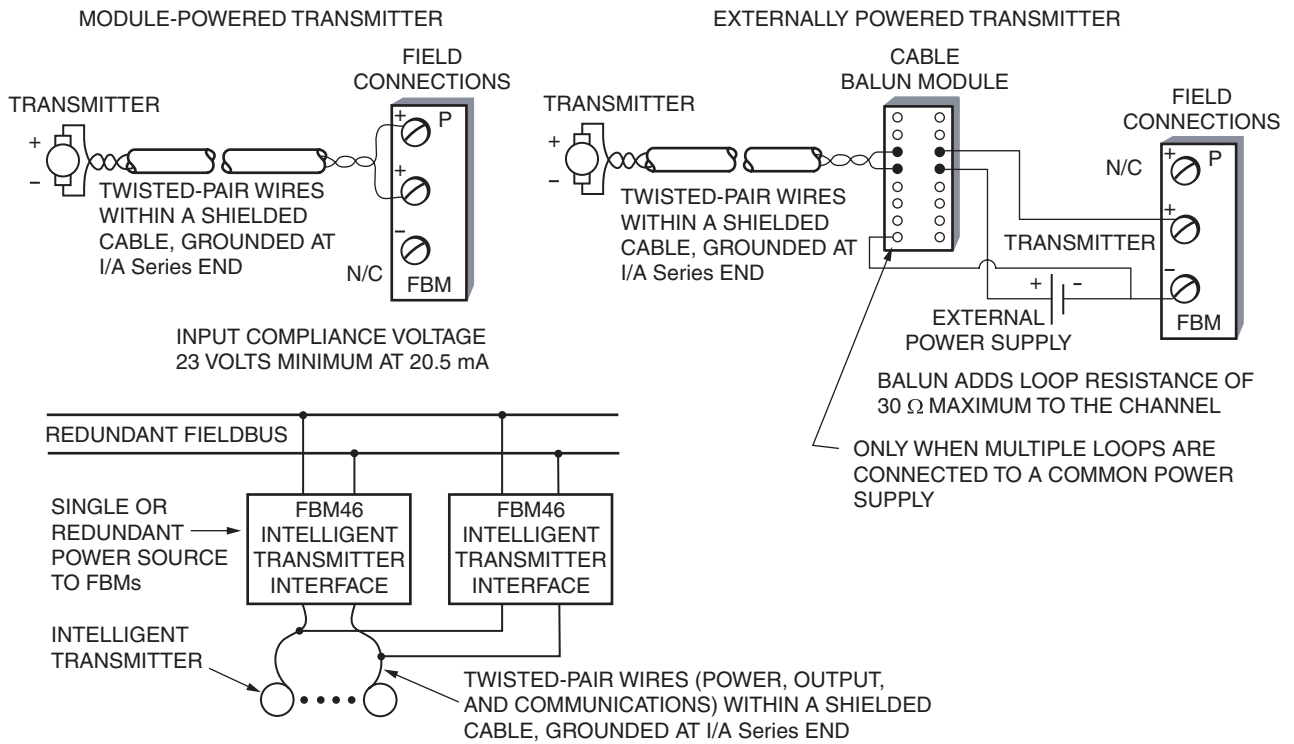 MODULE-POWERED TRANSMITTER
FIELD
CONNECTIONS
TRANSMITTER
+
−
+
P
+
−
N/C
FBM
TWISTED-PAIR WIRES
WITHIN A SHIELDED
CABLE, GROUNDED AT
I/A Series END
INPUT COMPLIANCE VOLTAGE
23 VOLTS MINIMUM AT 20.5 mA
EXTERNALLY POWERED TRANSMITTER
CABLE
BALUN MODULE
TRANSMITTER
+
−
FIELD
CONNECTIONS
N/C
+
P
+
TRANSMITTER
−
FBM
TWISTED-PAIR WIRES
WITHIN A SHIELDED
CABLE, GROUNDED AT
I/A Series END
+
−
EXTERNAL
POWER SUPPLY
BALUN ADDS LOOP RESISTANCE OF
30 Ω MAXIMUM TO THE CHANNEL
ONLY WHEN MULTIPLE LOOPS ARE
CONNECTED TO A COMMON POWER
SUPPLY
REDUNDANT FIELDBUS
SINGLE OR
REDUNDANT
POWER SOURCE
TO FBMs
FBM46
INTELLIGENT
TRANSMITTER
INTERFACE
FBM46
INTELLIGENT
TRANSMITTER
INTERFACE
INTELLIGENT
TRANSMITTER
TWISTED-PAIR WIRES (POWER, OUTPUT,
AND COMMUNICATIONS) WITHIN A SHIELDED
CABLE, GROUNDED AT I/A Series END